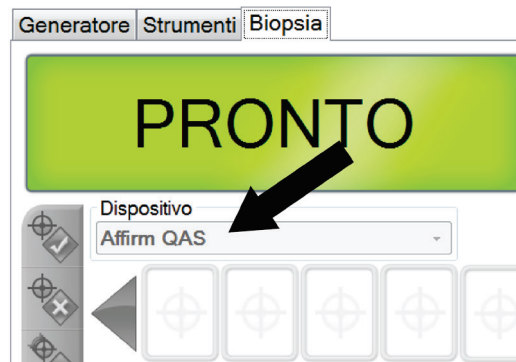 Generatore Strumenti Biopsia
PRONTO
Dispositivo
Affirm QAS